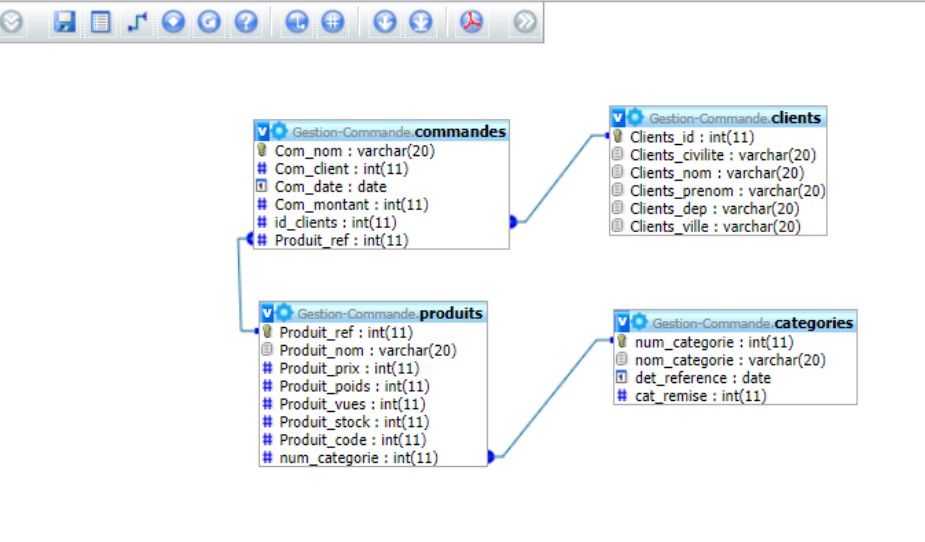 Gestion-Commande.commandes
Com_nom : varchar(20)
Com_client : int(11)
Com_date : date
Com_montant : int(11)
id_clients : int(11)
Produit_ref : int(11)
Gestion-Commande.clients
Clients_id : int(11)
Clients_civilite : varchar(20)
Clients_nom : varchar(20)
Clients_prenom : varchar(20)
Clients_dep : varchar(20)
Clients_ville : varchar(20)
Gestion-Commande.produits
Produit_ref : int(11)
Produit_nom : varchar(20)
Produit_prix : int(11)
Produit_poids : int(11)
Produit_vues : int(11)
Produit_stock : int(11)
Produit_code : int(11)
num_categorie : int(11)
Gestion-Commande.categories
num_categorie : int(11)
nom_categorie : varchar(20)
det_reference : date
cat_remise : int(11)